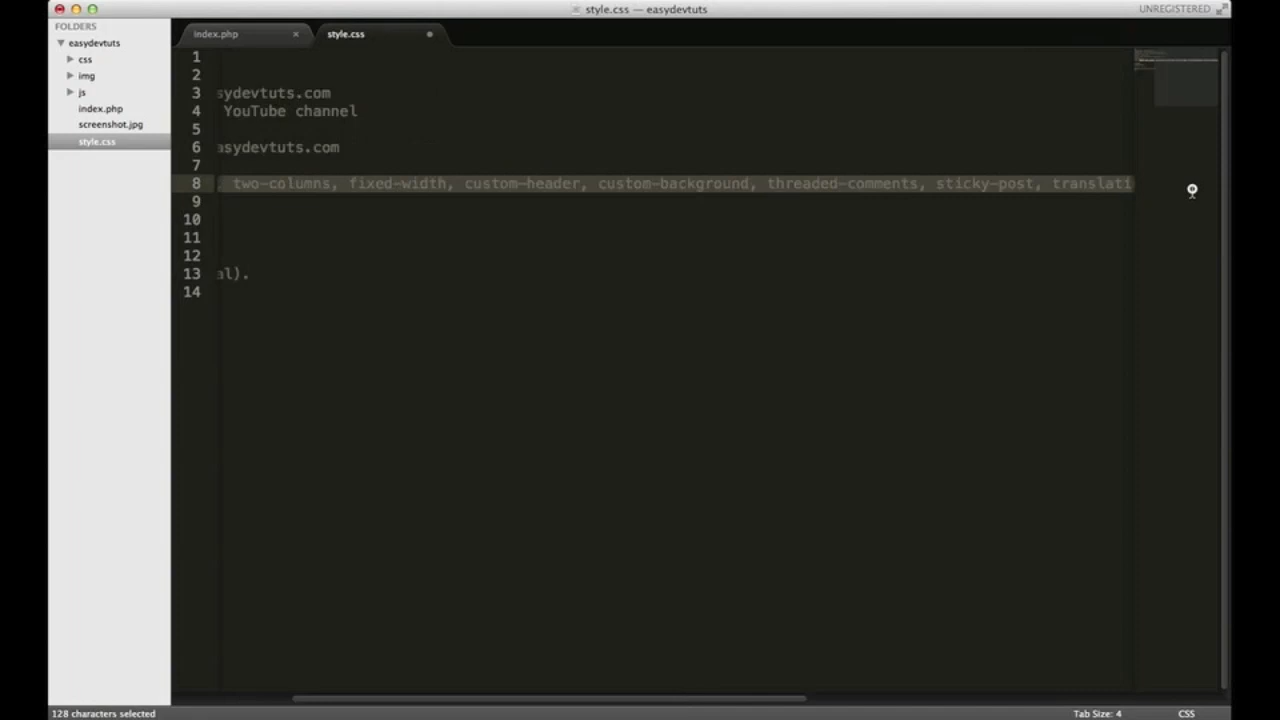 style.css — easydevtuts
UNREGISTERED
FOLDERS
easydevtuts
css
img
js
index.php
screenshot.jpg
style.css
index.php ×
style.css
1
2
3 sydevtuts.com
4 YouTube channel
5
6 asydevtuts.com
7
8 , two-columns, fixed-width, custom-header, custom-background, threaded-comments, sticky-post, translati
9
10
11
12
13 al).
14
128 characters selected
Tab Size: 4
CSS